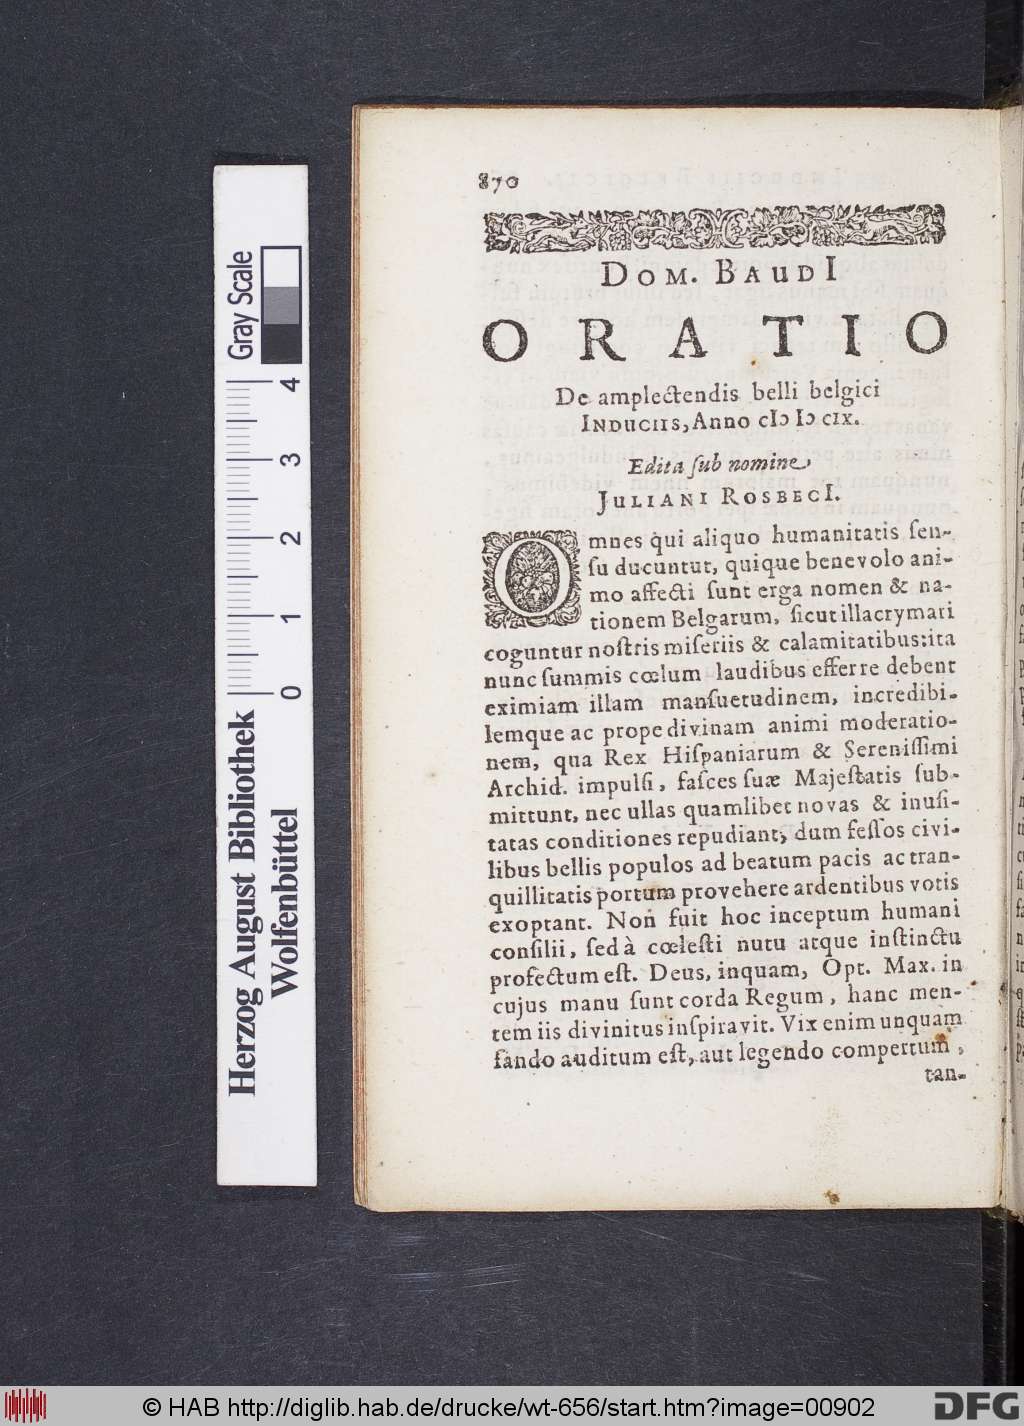 870
DOM. BAUDI
ORATIO
De amplectendis belli belgici
INDUCIIS, Anno cIↃ IↃ cIX.
Edita ſub nomine
JULIANI ROSBECI.
Omnes qui aliquo humanitatis ſen-
ſu ducuntur, quique benevolo ani-
mo affecti ſunt erga nomen & na-
tionem Belgarum, ſicut illacrymari
coguntur noſtris miſeriis & calamitatibus: ita
nunc ſummis cœlum laudibus efferre debent
eximiam illam manſuetudinem, incredibi-
lemque ac prope divinam animi moderatio-
nem, qua Rex Hiſpaniarum & Sereniſſimi
Archid. impulſi, faſces ſuæ Majeſtatis ſub-
mittunt, nec ullas quamlibet novas & inuſi-
tatas conditiones repudiant, dum feſſos civi-
libus bellis populos ad beatum pacis ac tran-
quillitatis portum provehere ardentibus votis
exoptant. Non fuit hoc inceptum humani
conſilii, ſed à cœleſti nutu atque inſtinctu
profectum eſt. Deus, inquam, Opt. Max. in
cujus manu ſunt corda Regum, hanc men-
tem iis divinitus inſpiravit. Vix enim unquam
fando auditum eſt, aut legendo compertum,
tan-
Gray Scale
4
3
2
1
0
Herzog August Bibliothek
Wolfenbüttel
© HAB http://diglib.hab.de/drucke/wt-656/start.htm?image=00902
DFG